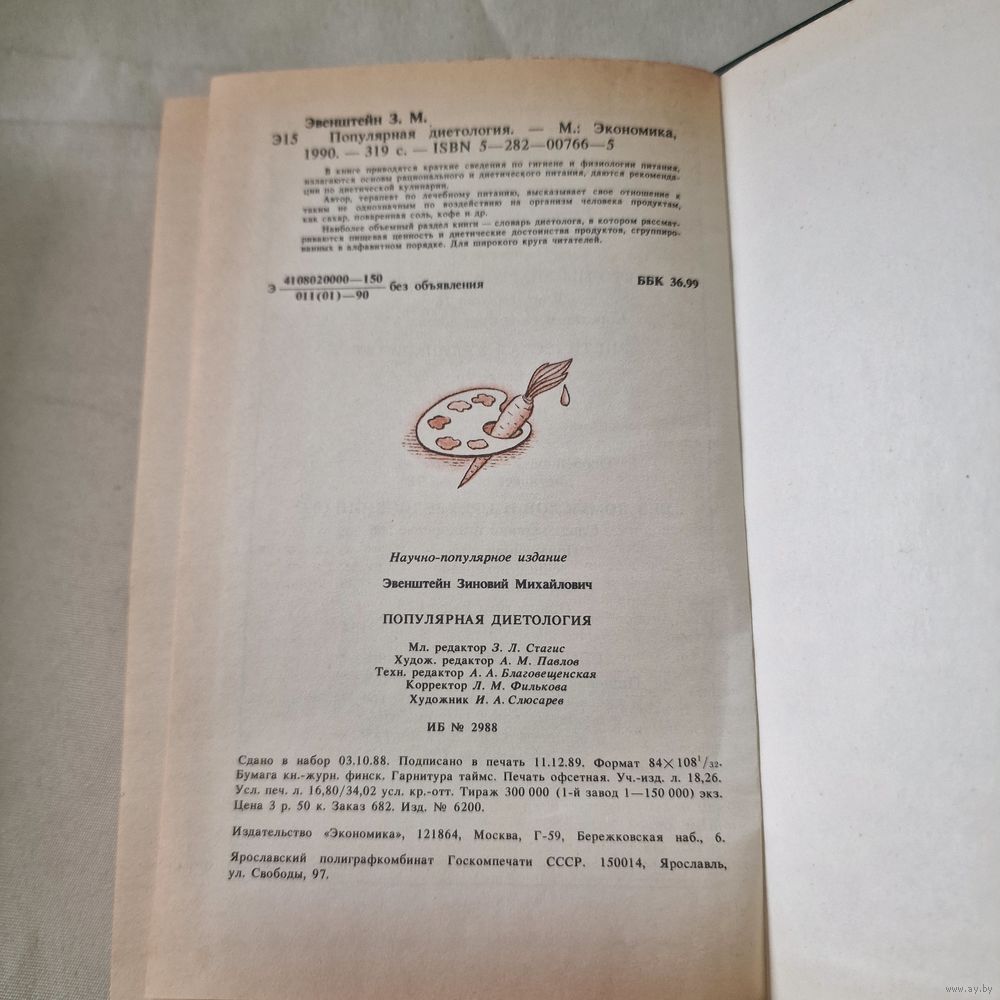 Эвенштейн З. М.
Э15 Популярная диетология. — М.: Экономика,
1990. — 319 с. — ISBN 5—282—00766—5
В книге приводятся краткие сведения по гигиене и физиологии питания,
излагаются основы рационального и диетического питания, даются рекоменда-
ции по диетической кулинарии.
Автор, терапевт по лечебному питанию, высказывает свое отношение к
таким не однозначным по воздействию на организм человека продуктам,
как сахар, поваренная соль, кофе и др.
Наиболее объемный раздел книги — словарь диетолога, в котором рассмат-
риваются пищевая ценность и диетические достоинства продуктов, сгруппиро-
ванных в алфавитном порядке. Для широкого круга читателей.
Э 4108020000—150 без объявления ББК 36.99
011(01)—90
Научно-популярное издание
Эвенштейн Зиновий Михайлович
ПОПУЛЯРНАЯ ДИЕТОЛОГИЯ
Мл. редактор З. Л. Стагис
Худож. редактор А. М. Павлов
Техн. редактор А. А. Благовещенская
Корректор Л. М. Филькова
Художник И. А. Слюсарев
ИБ № 2988
Сдано в набор 03.10.88. Подписано в печать 11.12.89. Формат 84×108¹/₃₂.
Бумага кн.-журн. финск. Гарнитура таймс. Печать офсетная. Уч.-изд. л. 18,26.
Усл. печ. л. 16,80/34,02 усл. кр.-отт. Тираж 300 000 (1-й завод 1—150 000) экз.
Цена 3 р. 50 к. Заказ 682. Изд. № 6200.
Издательство «Экономика», 121864, Москва, Г-59, Бережковская наб., 6.
Ярославский полиграфкомбинат Госкомпечати СССР. 150014, Ярославль,
ул. Свободы, 97.
www.ay.by